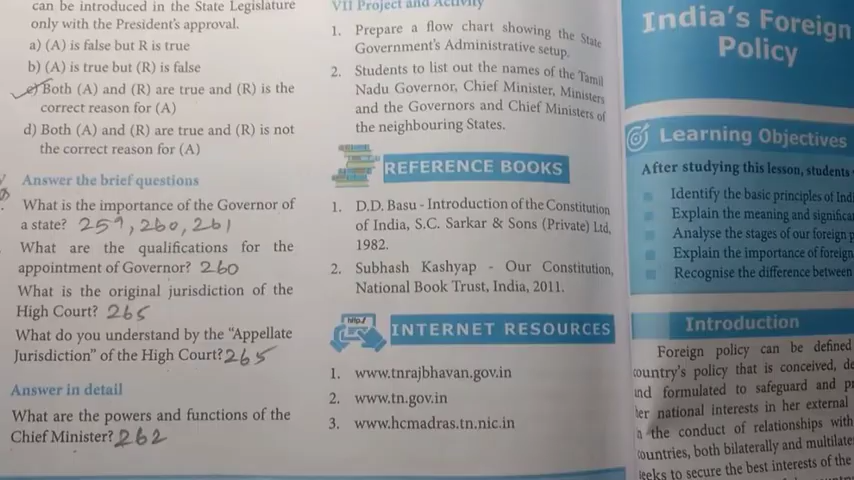 can be introduced in the State Legislature
only with the President's approval.
a) (A) is false but R is true
b) (A) is true but (R) is false
c) Both (A) and (R) are true and (R) is the
correct reason for (A)
d) Both (A) and (R) are true and (R) is not
the correct reason for (A)
Answer the brief questions
What is the importance of the Governor of
a state? 259, 260, 261
What are the qualifications for the
appointment of Governor? 260
What is the original jurisdiction of the
High Court? 265
What do you understand by the "Appellate
Jurisdiction" of the High Court? 265
Answer in detail
What are the powers and functions of the
Chief Minister? 262
VII Project and Activity
1. Prepare a flow chart showing the State
Government's Administrative setup.
2. Students to list out the names of the Tamil
Nadu Governor, Chief Minister, Ministers
and the Governors and Chief Ministers of
the neighbouring States.
REFERENCE BOOKS
1. D.D. Basu - Introduction of the Constitution
of India, S.C. Sarkar & Sons (Private) Ltd,
1982.
2. Subhash Kashyap - Our Constitution,
National Book Trust, India, 2011.
http://
INTERNET RESOURCES
1. www.tnrajbhavan.gov.in
2. www.tn.gov.in
3. www.hcmadras.tn.nic.in
India's Foreign
Policy
Learning Objectives
After studying this lesson, students
Identify the basic principles of
Explain the meaning and
Analyse the stages of our foreign
Explain the importance of foreign
Recognise the difference between
Introduction
Foreign policy can be defined
country's policy that is conceived,
and formulated to safeguard and
her national interests in her external
the conduct of relationships with
countries, both bilaterally and
seeks to secure the best interests of the